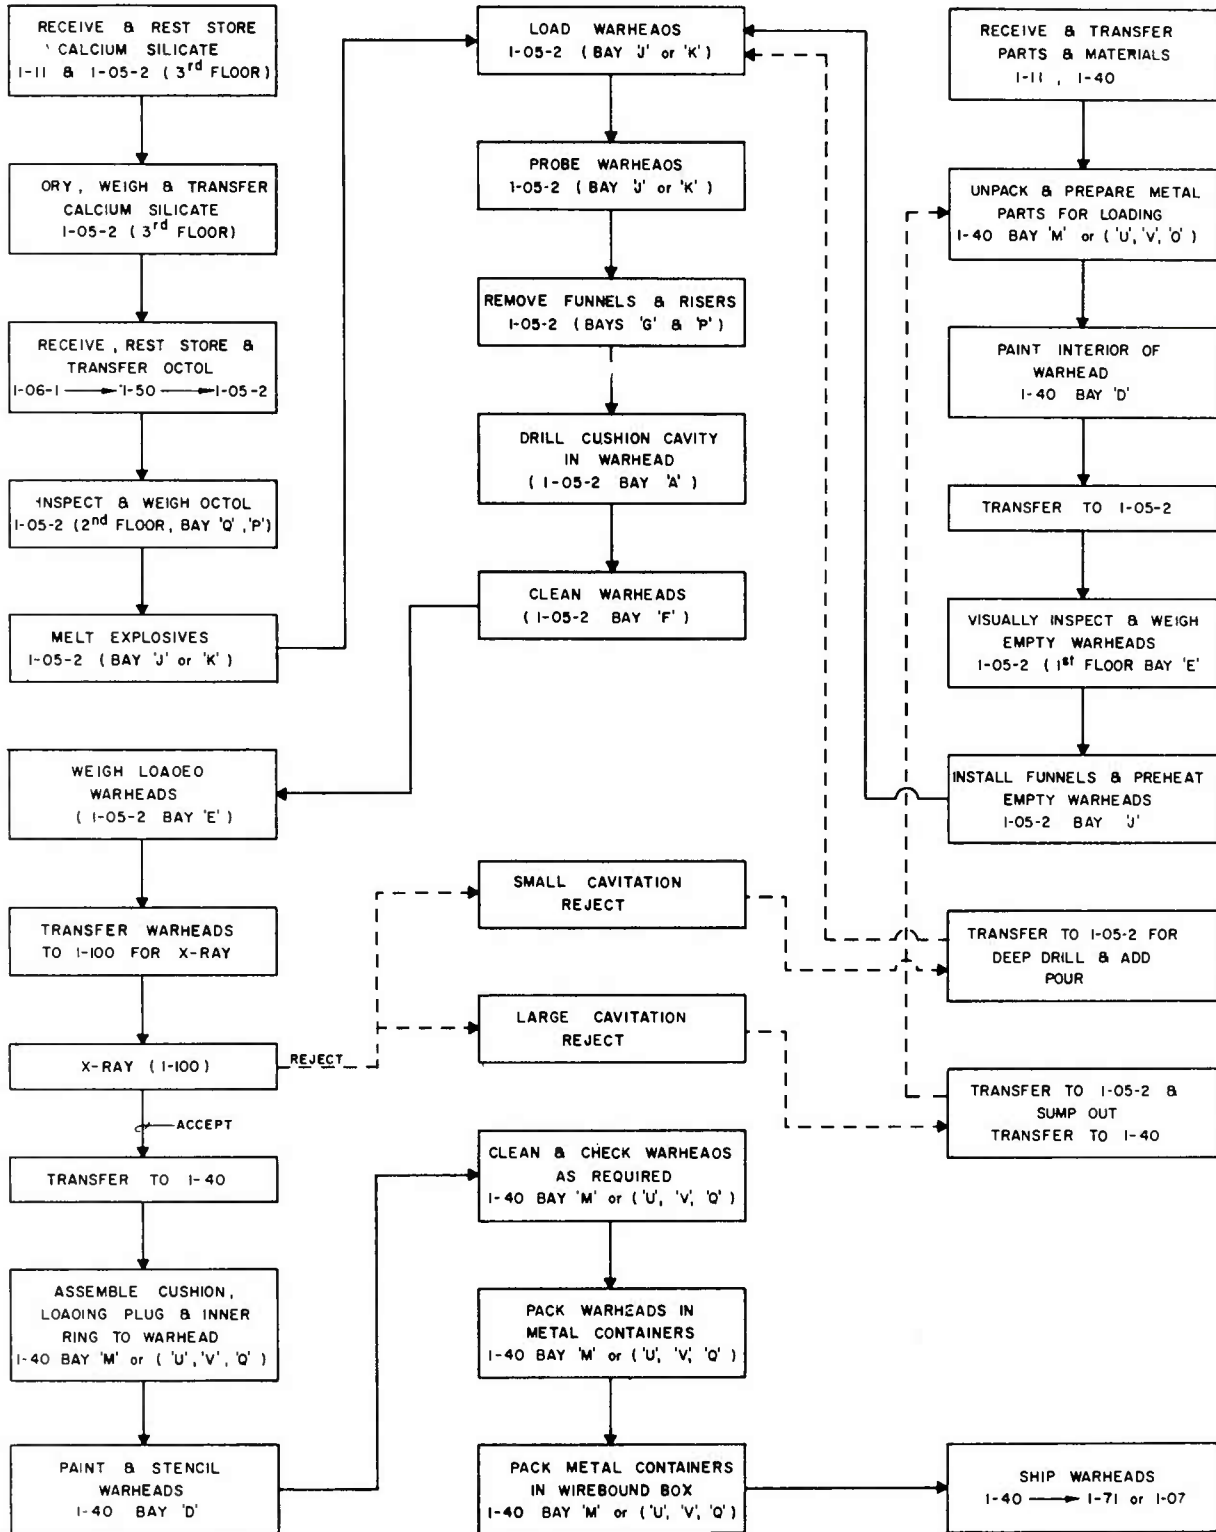 RECEIVE & REST STORE
CALCIUM SILICATE
1-11 & 1-05-2 (3rd FLOOR)
ORY, WEIGH & TRANSFER
CALCIUM SILICATE
1-05-2 (3rd FLOOR)
RECEIVE, REST STORE &
TRANSFER OCTOL
1-06-1 → 1-50 → 1-05-2
INSPECT & WEIGH OCTOL
1-05-2 (2nd FLOOR, BAY 'Q','P')
MELT EXPLOSIVES
1-05-2 (BAY 'J' or 'K')
LOAD WARHEAOS
1-05-2 (BAY 'J' or 'K')
PROBE WARHEAOS
1-05-2 (BAY 'J' or 'K')
REMOVE FUNNELS & RISERS
1-05-2 (BAYS 'G' & 'P')
DRILL CUSHION CAVITY
IN WARHEAD
(1-05-2 BAY 'A')
CLEAN WARHEADS
(1-05-2 BAY 'F')
RECEIVE & TRANSFER
PARTS & MATERIALS
1-11, 1-40
UNPACK & PREPARE METAL
PARTS FOR LOADING
1-40 BAY 'M' or ('U', 'V', 'O')
PAINT INTERIOR OF
WARHEAD
1-40 BAY 'D'
TRANSFER TO 1-05-2
VISUALLY INSPECT & WEIGH
EMPTY WARHEADS
1-05-2 (1st FLOOR BAY 'E'
INSTALL FUNNELS & PREHEAT
EMPTY WARHEADS
1-05-2 BAY 'J'
WEIGH LOAOEO
WARHEADS
(1-05-2 BAY 'E')
TRANSFER WARHEADS
TO 1-100 FOR X-RAY
X-RAY (1-100)
REJECT
ACCEPT
SMALL CAVITATION
REJECT
LARGE CAVITATION
REJECT
TRANSFER TO 1-05-2 FOR
DEEP DRILL & ADD
POUR
TRANSFER TO 1-05-2 &
SUMP OUT
TRANSFER TO 1-40
TRANSFER TO 1-40
ASSEMBLE CUSHION,
LOAOING PLUG & INNER
RING TO WARHEAD
1-40 BAY 'M' or ('U', 'V', 'Q')
PAINT & STENCIL
WARHEADS
1-40 BAY 'D'
CLEAN & CHECK WARHEAOS
AS REQUIRED
1-40 BAY 'M' or ('U', 'V', 'Q')
PACK WARHEADS IN
METAL CONTAINERS
1-40 BAY 'M' or ('U', 'V', 'Q')
PACK METAL CONTAINERS
IN WIREBOUND BOX
1-40 BAY 'M' or ('U', 'V', 'Q')
SHIP WARHEADS
1-40 → 1-71 or 1-07